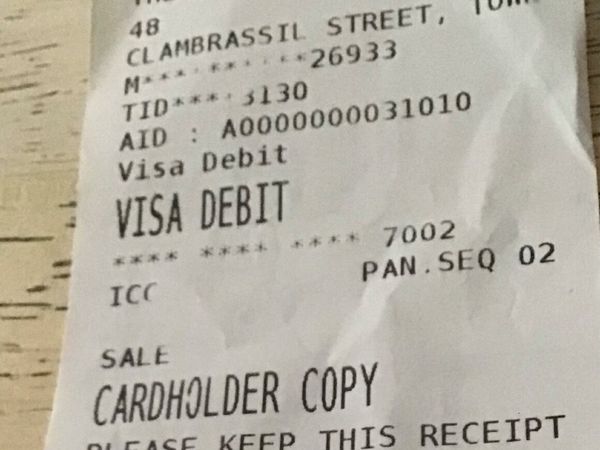 48
CLAMBRASSIL STREET,
M*** ** **26933
TID****3130
AID : A0000000031010
Visa Debit
VISA DEBIT
**** **** **** 7002
ICC PAN.SEQ 02
SALE
CARDHOLDER COPY
PLEASE KEEP THIS RECEIPT